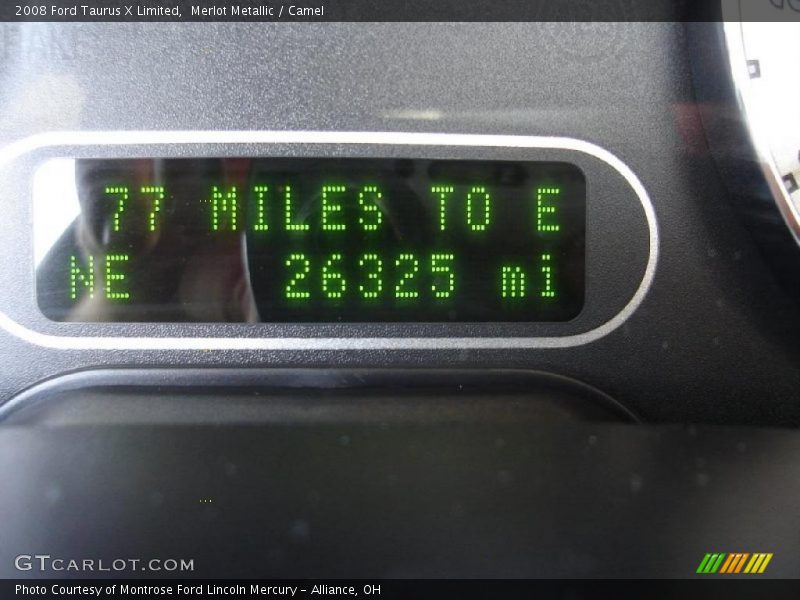 2008 Ford Taurus X Limited,  Merlot Metallic / Camel
77 MILES TO E
NE 26325 mi
GTCARLOT.COM
Photo Courtesy of Montrose Ford Lincoln Mercury - Alliance, OH